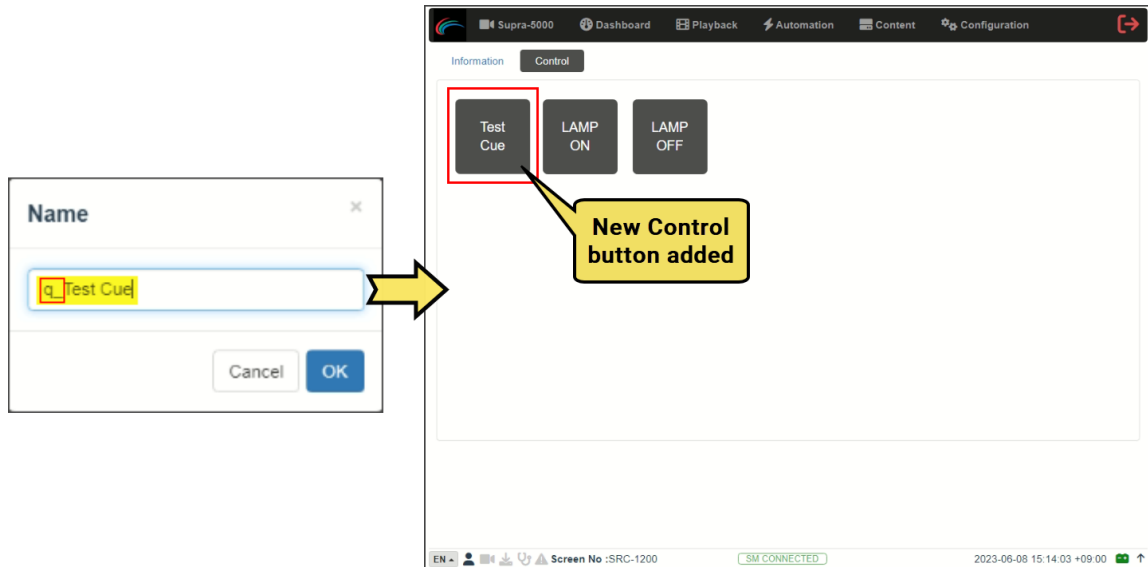 Supra-5000 Dashboard Playback Automation Content Configuration
Information Control
Test
Cue
LAMP
ON
LAMP
OFF
New Control
button added
Name ×
q_Test Cue
Cancel OK
EN Screen No :SRC-1200 SM CONNECTED 2023-06-08 15:14:03 +09:00